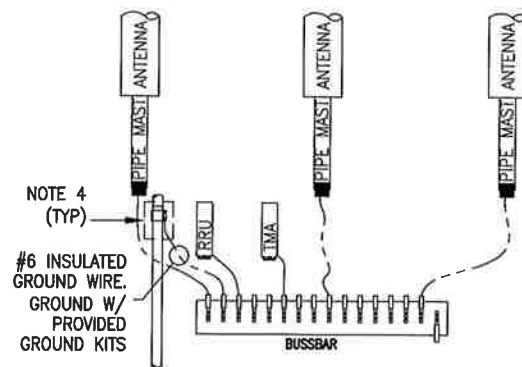 ANTENNA
PIPE MAST
ANTENNA
PIPE MAST
ANTENNA
PIPE MAST
NOTE 4
(TYP)
RRU
TMA
#6 INSULATED
GROUND WIRE.
GROUND W/
PROVIDED
GROUND KITS
BUSSBAR